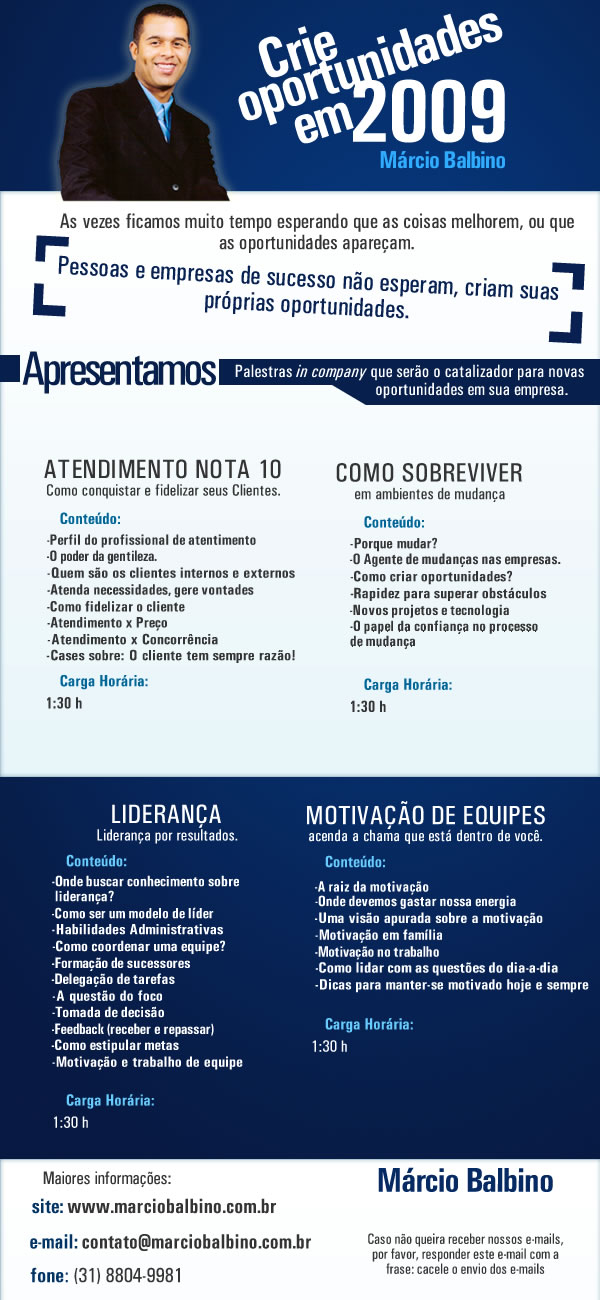 Crie
oportunidades
em 2009
Márcio Balbino
As vezes ficamos muito tempo esperando que as coisas melhorem, ou que
as oportunidades apareçam.
Pessoas e empresas de sucesso não esperam, criam suas
próprias oportunidades.
Apresentamos
Palestras in company que serão o catalizador para novas
oportunidades em sua empresa.
ATENDIMENTO NOTA 10
Como conquistar e fidelizar seus Clientes.
Conteúdo:
-Perfil do profissional de atentimento
-O poder da gentileza.
-Quem são os clientes internos e externos
-Atenda necessidades, gere vontades
-Como fidelizar o cliente
-Atendimento x Preço
-Atendimento x Concorrência
-Cases sobre: O cliente tem sempre razão!
Carga Horária:
1:30 h
COMO SOBREVIVER
em ambientes de mudança
Conteúdo:
-Porque mudar?
-O Agente de mudanças nas empresas.
-Como criar oportunidades?
-Rapidez para superar obstáculos
-Novos projetos e tecnologia
-O papel da confiança no processo
de mudança
Carga Horária:
1:30 h
LIDERANÇA
Liderança por resultados.
Conteúdo:
-Onde buscar conhecimento sobre
liderança?
-Como ser um modelo de líder
-Habilidades Administrativas
-Como coordenar uma equipe?
-Formação de sucessores
-Delegação de tarefas
-A questão do foco
-Tomada de decisão
-Feedback (receber e repassar)
-Como estipular metas
-Motivação e trabalho de equipe
Carga Horária:
1:30 h
MOTIVAÇÃO DE EQUIPES
acenda a chama que está dentro de você.
Conteúdo:
-A raiz da motivação
-Onde devemos gastar nossa energia
-Uma visão apurada sobre a motivação
-Motivação em família
-Motivação no trabalho
-Como lidar com as questões do dia-a-dia
-Dicas para manter-se motivado hoje e sempre
Carga Horária:
1:30 h
Maiores informações:
site: www.marciobalbino.com.br
e-mail: contato@marciobalbino.com.br
fone: (31) 8804-9981
Márcio Balbino
Caso não queira receber nossos e-mails,
por favor, responder este e-mail com a
frase: cacele o envio dos e-mails